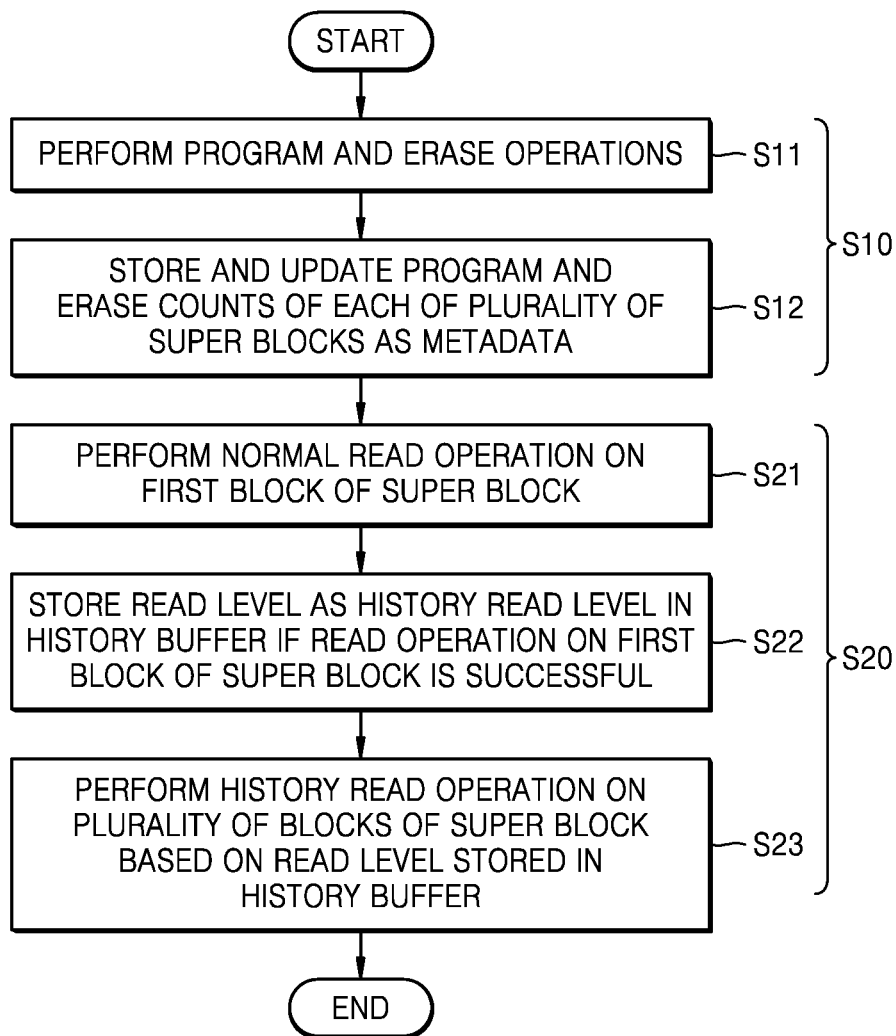 START
PERFORM PROGRAM AND ERASE OPERATIONS
S11
STORE AND UPDATE PROGRAM AND
ERASE COUNTS OF EACH OF PLURALITY OF
SUPER BLOCKS AS METADATA
S12
S10
PERFORM NORMAL READ OPERATION ON
FIRST BLOCK OF SUPER BLOCK
S21
STORE READ LEVEL AS HISTORY READ LEVEL IN
HISTORY BUFFER IF READ OPERATION ON FIRST
BLOCK OF SUPER BLOCK IS SUCCESSFUL
S22
S20
PERFORM HISTORY READ OPERATION ON
PLURALITY OF BLOCKS OF SUPER BLOCK
BASED ON READ LEVEL STORED IN
HISTORY BUFFER
S23
END